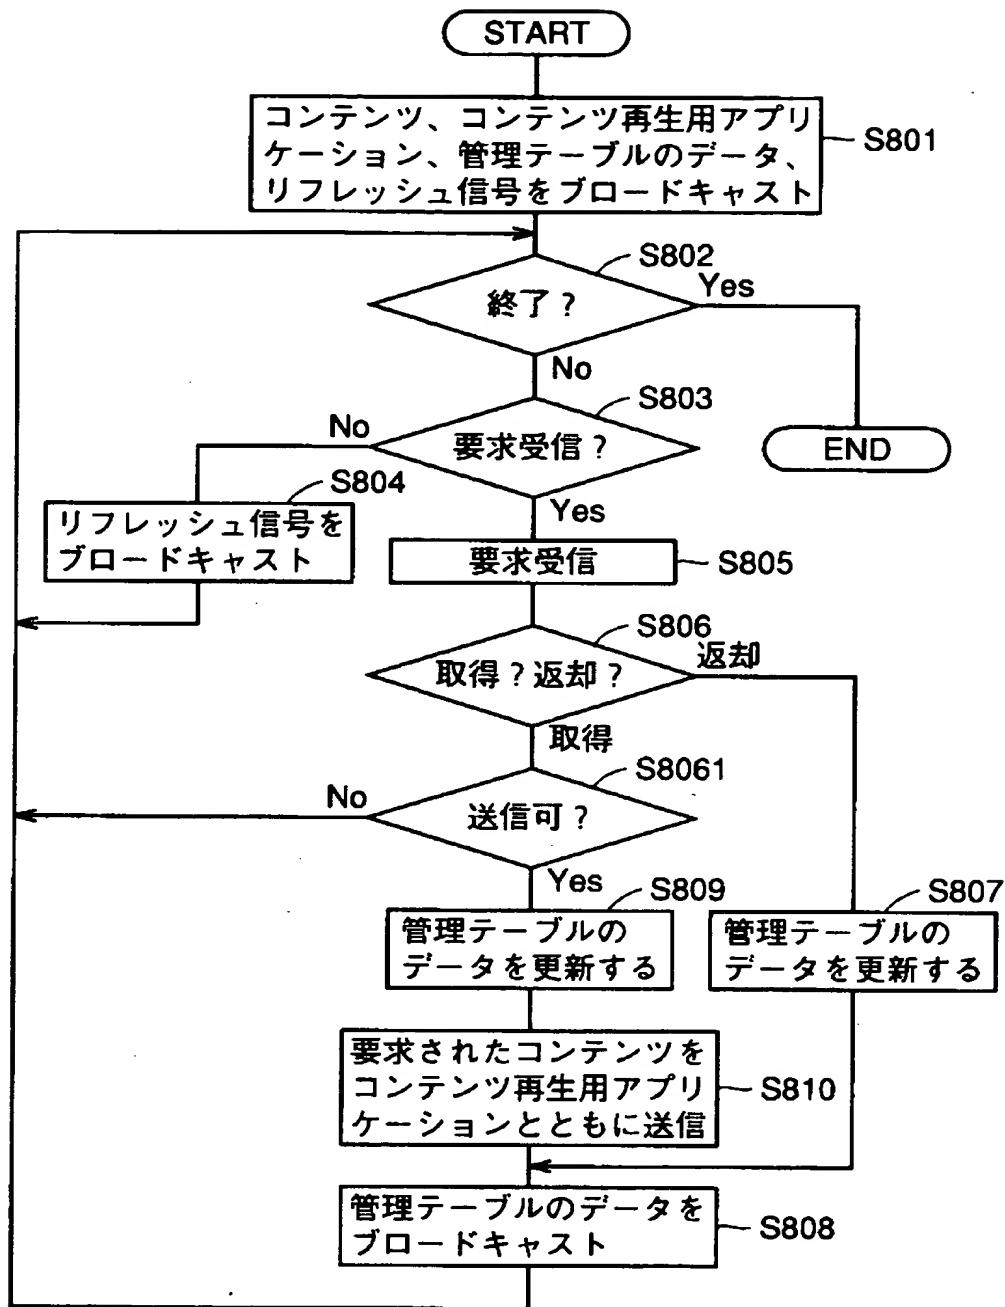 START
コンテンツ、コンテンツ再生用アプリ
ケーション、管理テーブルのデータ、
リフレッシュ信号をブロードキャスト
S801
S802
終了？
Yes
No
S803
要求受信？
No
END
S804
リフレッシュ信号を
ブロードキャスト
Yes
要求受信
S805
S806
取得？返却？
返却
取得
S8061
送信可？
No
Yes
S809
管理テーブルの
データを更新する
S807
管理テーブルの
データを更新する
要求されたコンテンツを
コンテンツ再生用アプリ
ケーションとともに送信
S810
管理テーブルのデータを
ブロードキャスト
S808